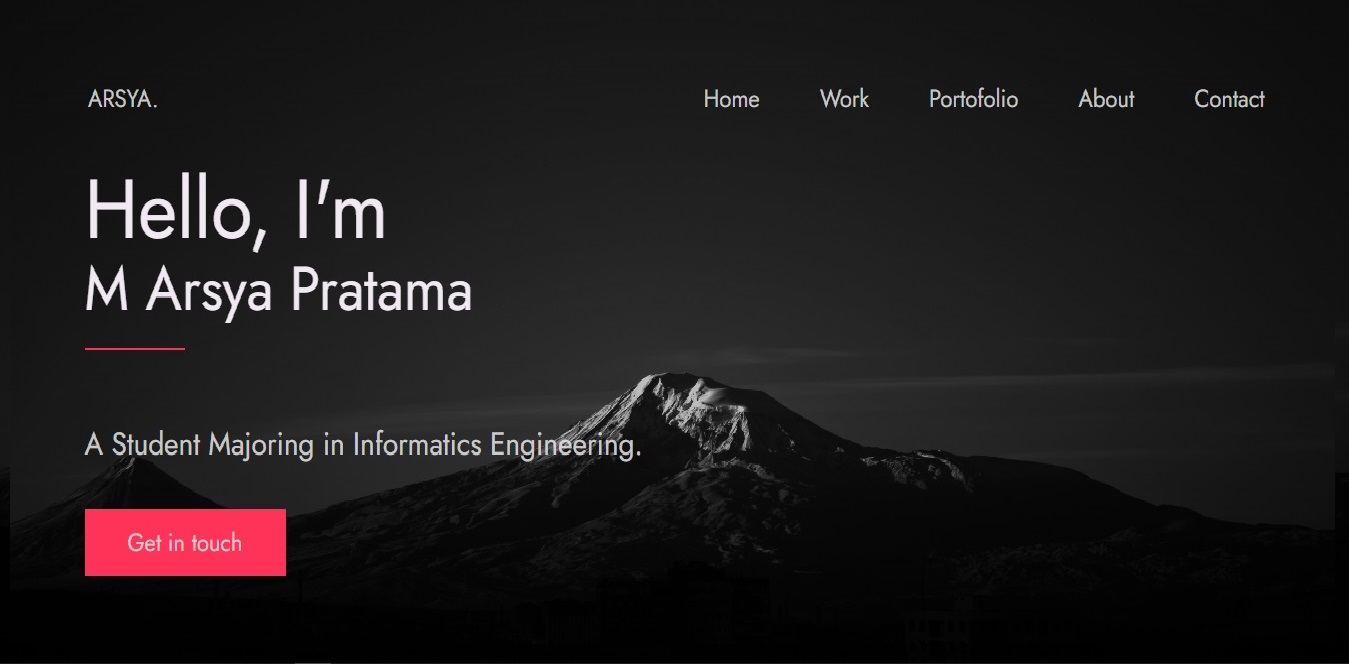 ARSYA.
Home Work Portofolio About Contact
Hello, I'm
M Arsya Pratama
A Student Majoring in Informatics Engineering.
Get in touch